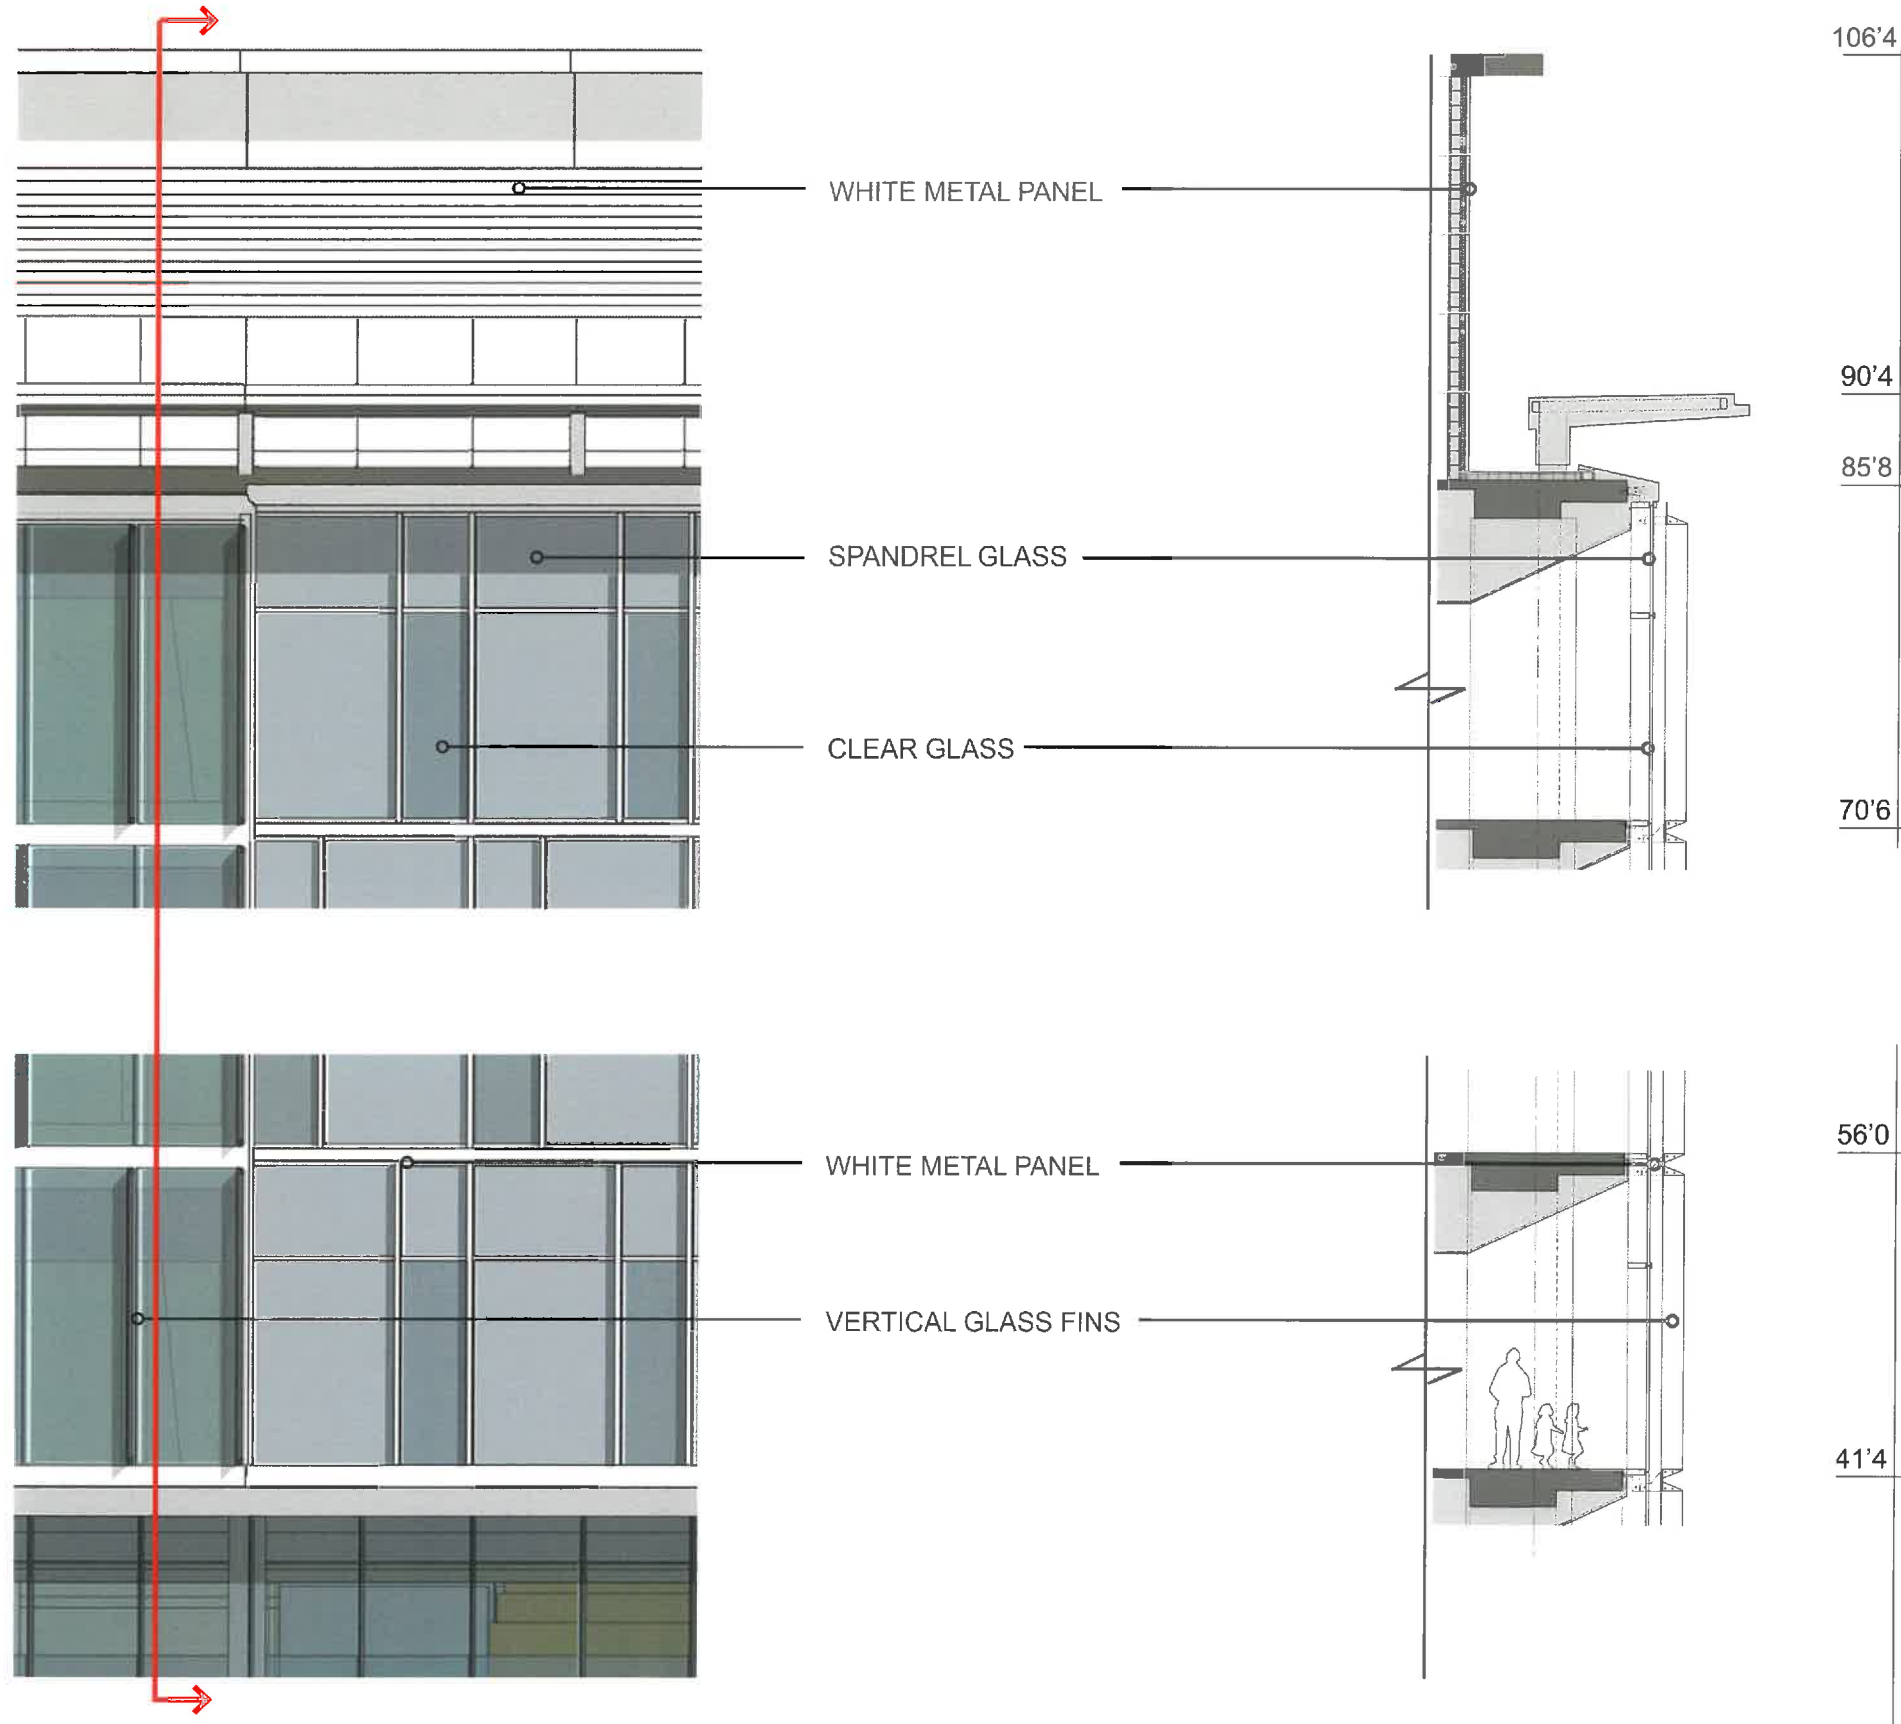 106'4
WHITE METAL PANEL
90'4
85'8
SPANDREL GLASS
CLEAR GLASS
70'6
56'0
WHITE METAL PANEL
VERTICAL GLASS FINS
41'4